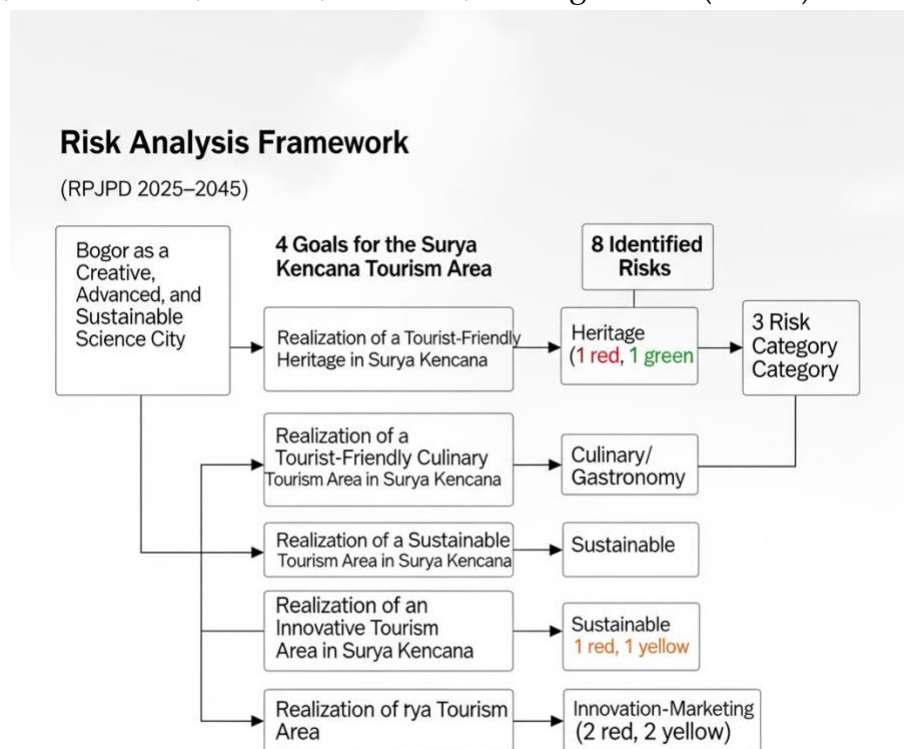 Risk Analysis Framework
(RPJPD 2025–2045)
Bogor as a
Creative,
Advanced, and
Sustainable
Science City
4 Goals for the Surya
Kencana Tourism Area
8 Identified
Risks
Realization of a Tourist-Friendly
Heritage in Surya Kencana
Heritage
(1 red, 1 green
3 Risk
Category
Category
Realization of a
Tourist-Friendly Culinary
Tourism Area in Surya Kencana
Culinary/
Gastronomy
Realization of a Sustainable
Tourism Area in Surya Kencana
Sustainable
Realization of an
Innovative Tourism
Area in Surya Kencana
Sustainable
1 red, 1 yellow
Realization of rya Tourism
Area
Innovation-Marketing
(2 red, 2 yellow)